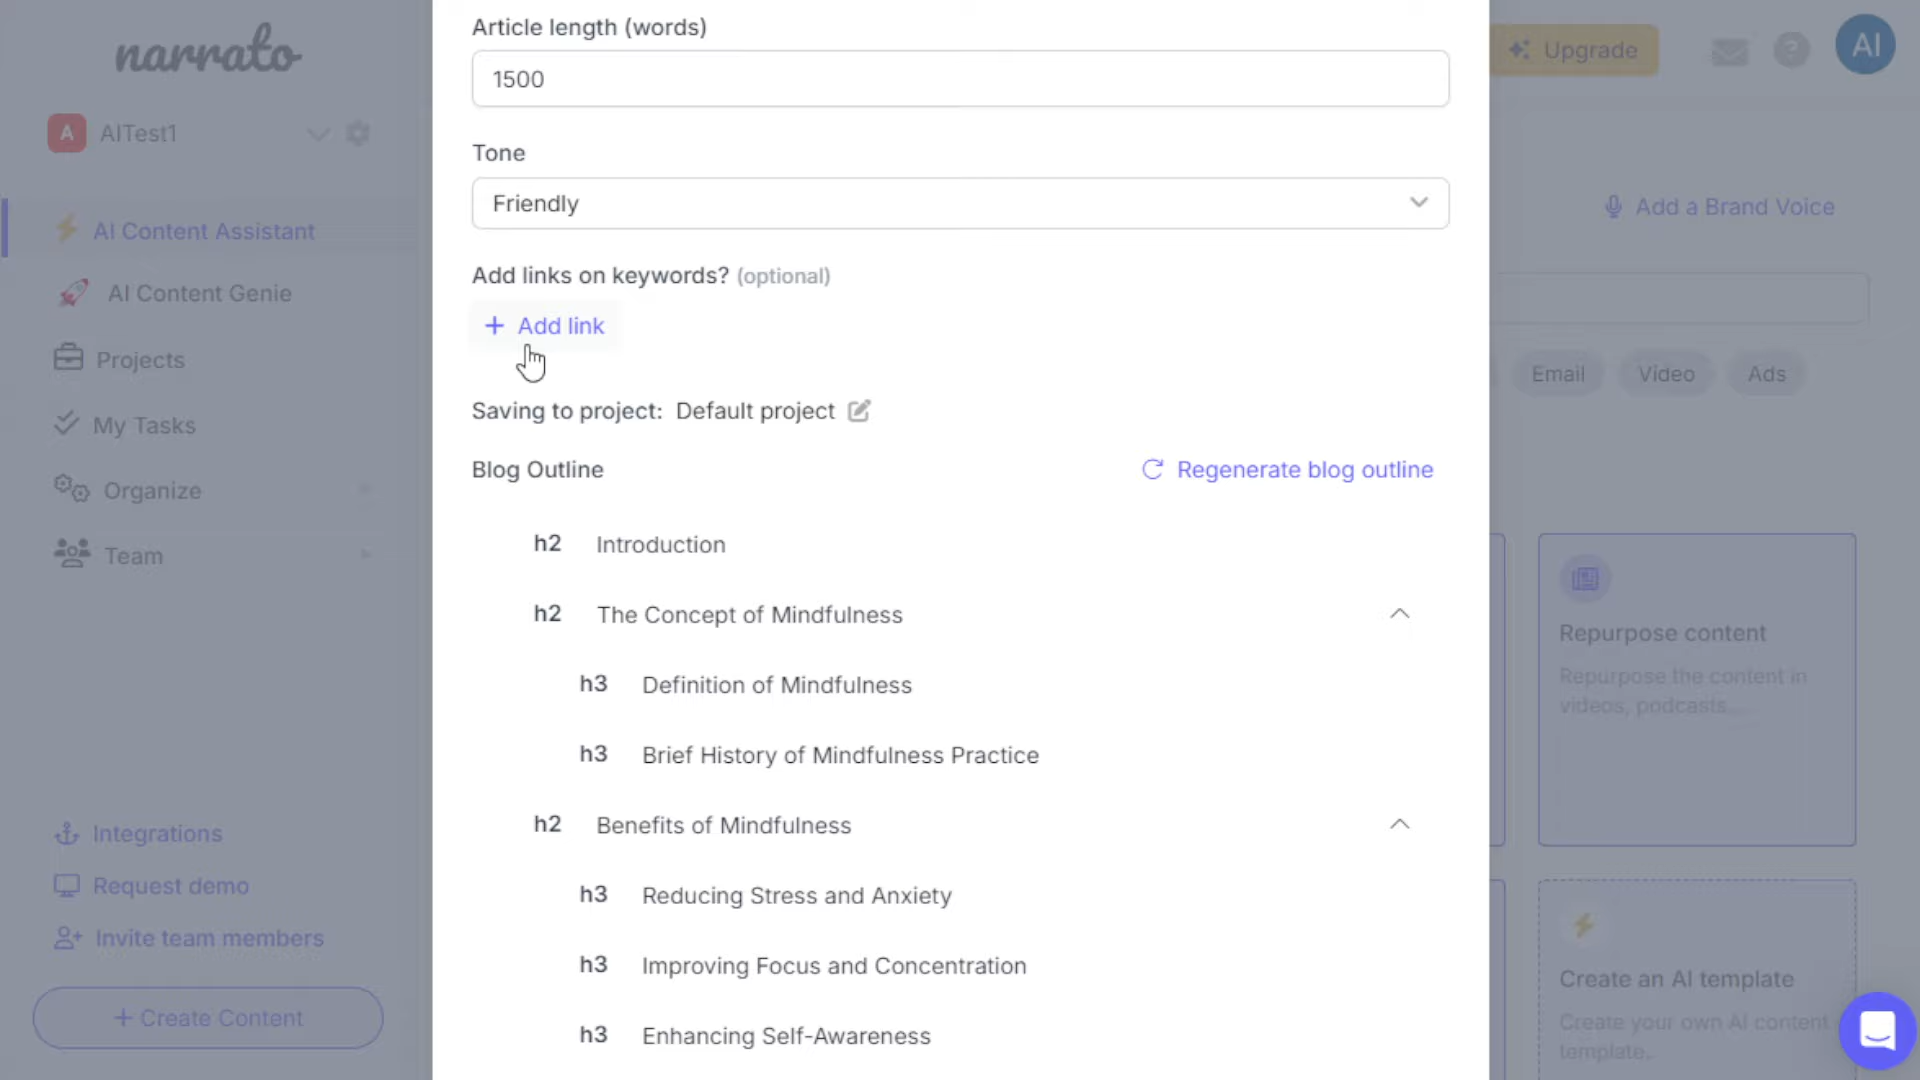 narrato
A
AITest1
AI Content Assistant
AI Content Genie
Projects
My Tasks
Organize
Team
Integrations
Request demo
Invite team members
+ Create Content
Article length (words)
1500
Tone
Friendly
Add links on keywords? (optional)
+ Add link
Saving to project: Default project
Blog Outline
Regenerate blog outline
h2 Introduction
h2 The Concept of Mindfulness
h3 Definition of Mindfulness
h3 Brief History of Mindfulness Practice
h2 Benefits of Mindfulness
h3 Reducing Stress and Anxiety
h3 Improving Focus and Concentration
h3 Enhancing Self-Awareness
Upgrade
?
AI
Add a Brand Voice
Email
Video
Ads
Repurpose content
Repurpose the content in
videos, podcasts....
Create an AI template
Create your own AI content
template..